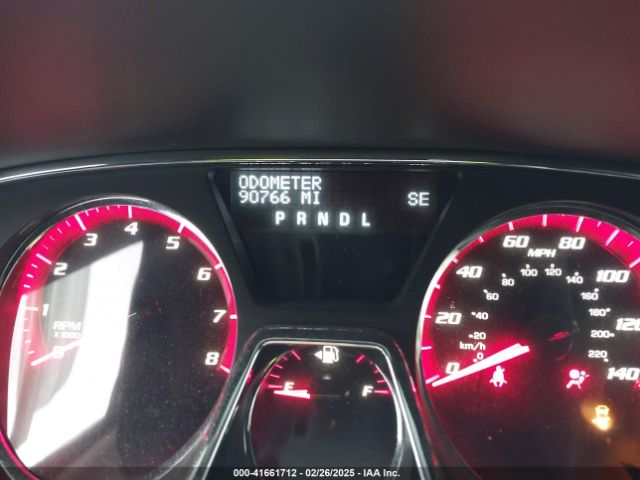 ODOMETER
90766 MI SE
P R N D L
1 2 3 4 5 6 7 8
RPM
X 1000
0 20 40 60 80 100 120 140
MPH
0 20 40 60 80 100 120 140 160 180 200 220
km/h
E F
000-41661712 - 02/26/2025 - IAA Inc.